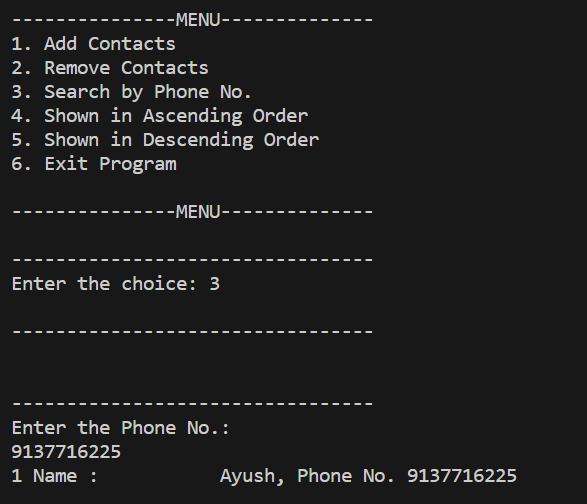 ---------------MENU--------------
1. Add Contacts
2. Remove Contacts
3. Search by Phone No.
4. Shown in Ascending Order
5. Shown in Descending Order
6. Exit Program
---------------MENU--------------
---------------------------------
Enter the choice: 3
---------------------------------
---------------------------------
Enter the Phone No.:
9137716225
1 Name :           Ayush, Phone No. 9137716225